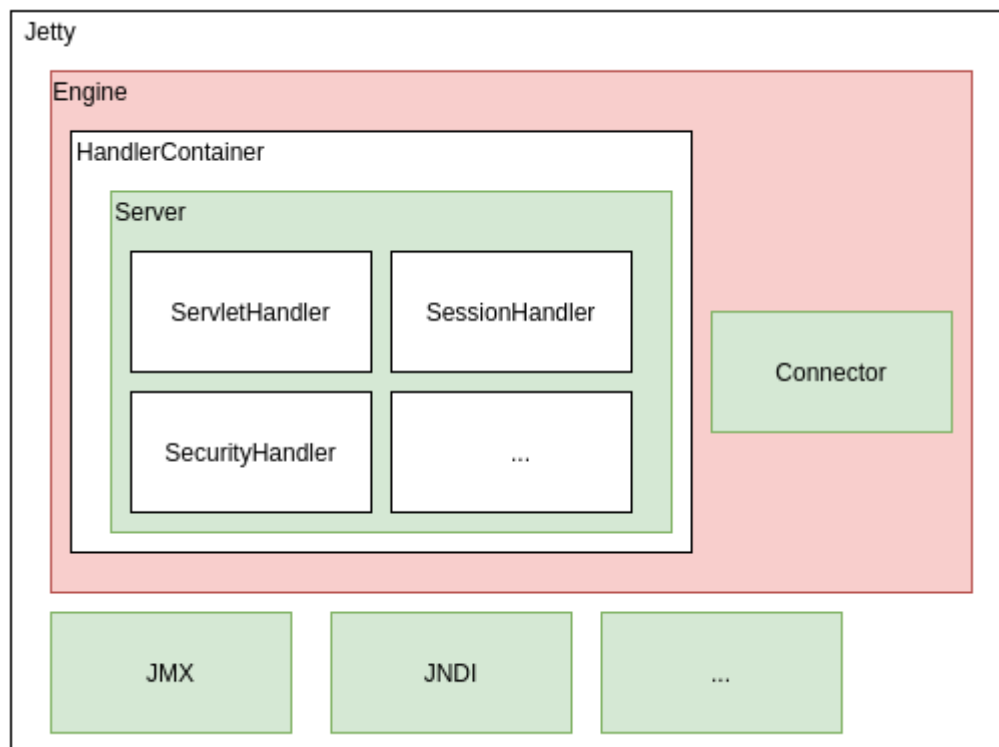 Jetty
Engine
HandlerContainer
Server
ServletHandler
SessionHandler
Connector
SecurityHandler
...
JMX
JNDI
...